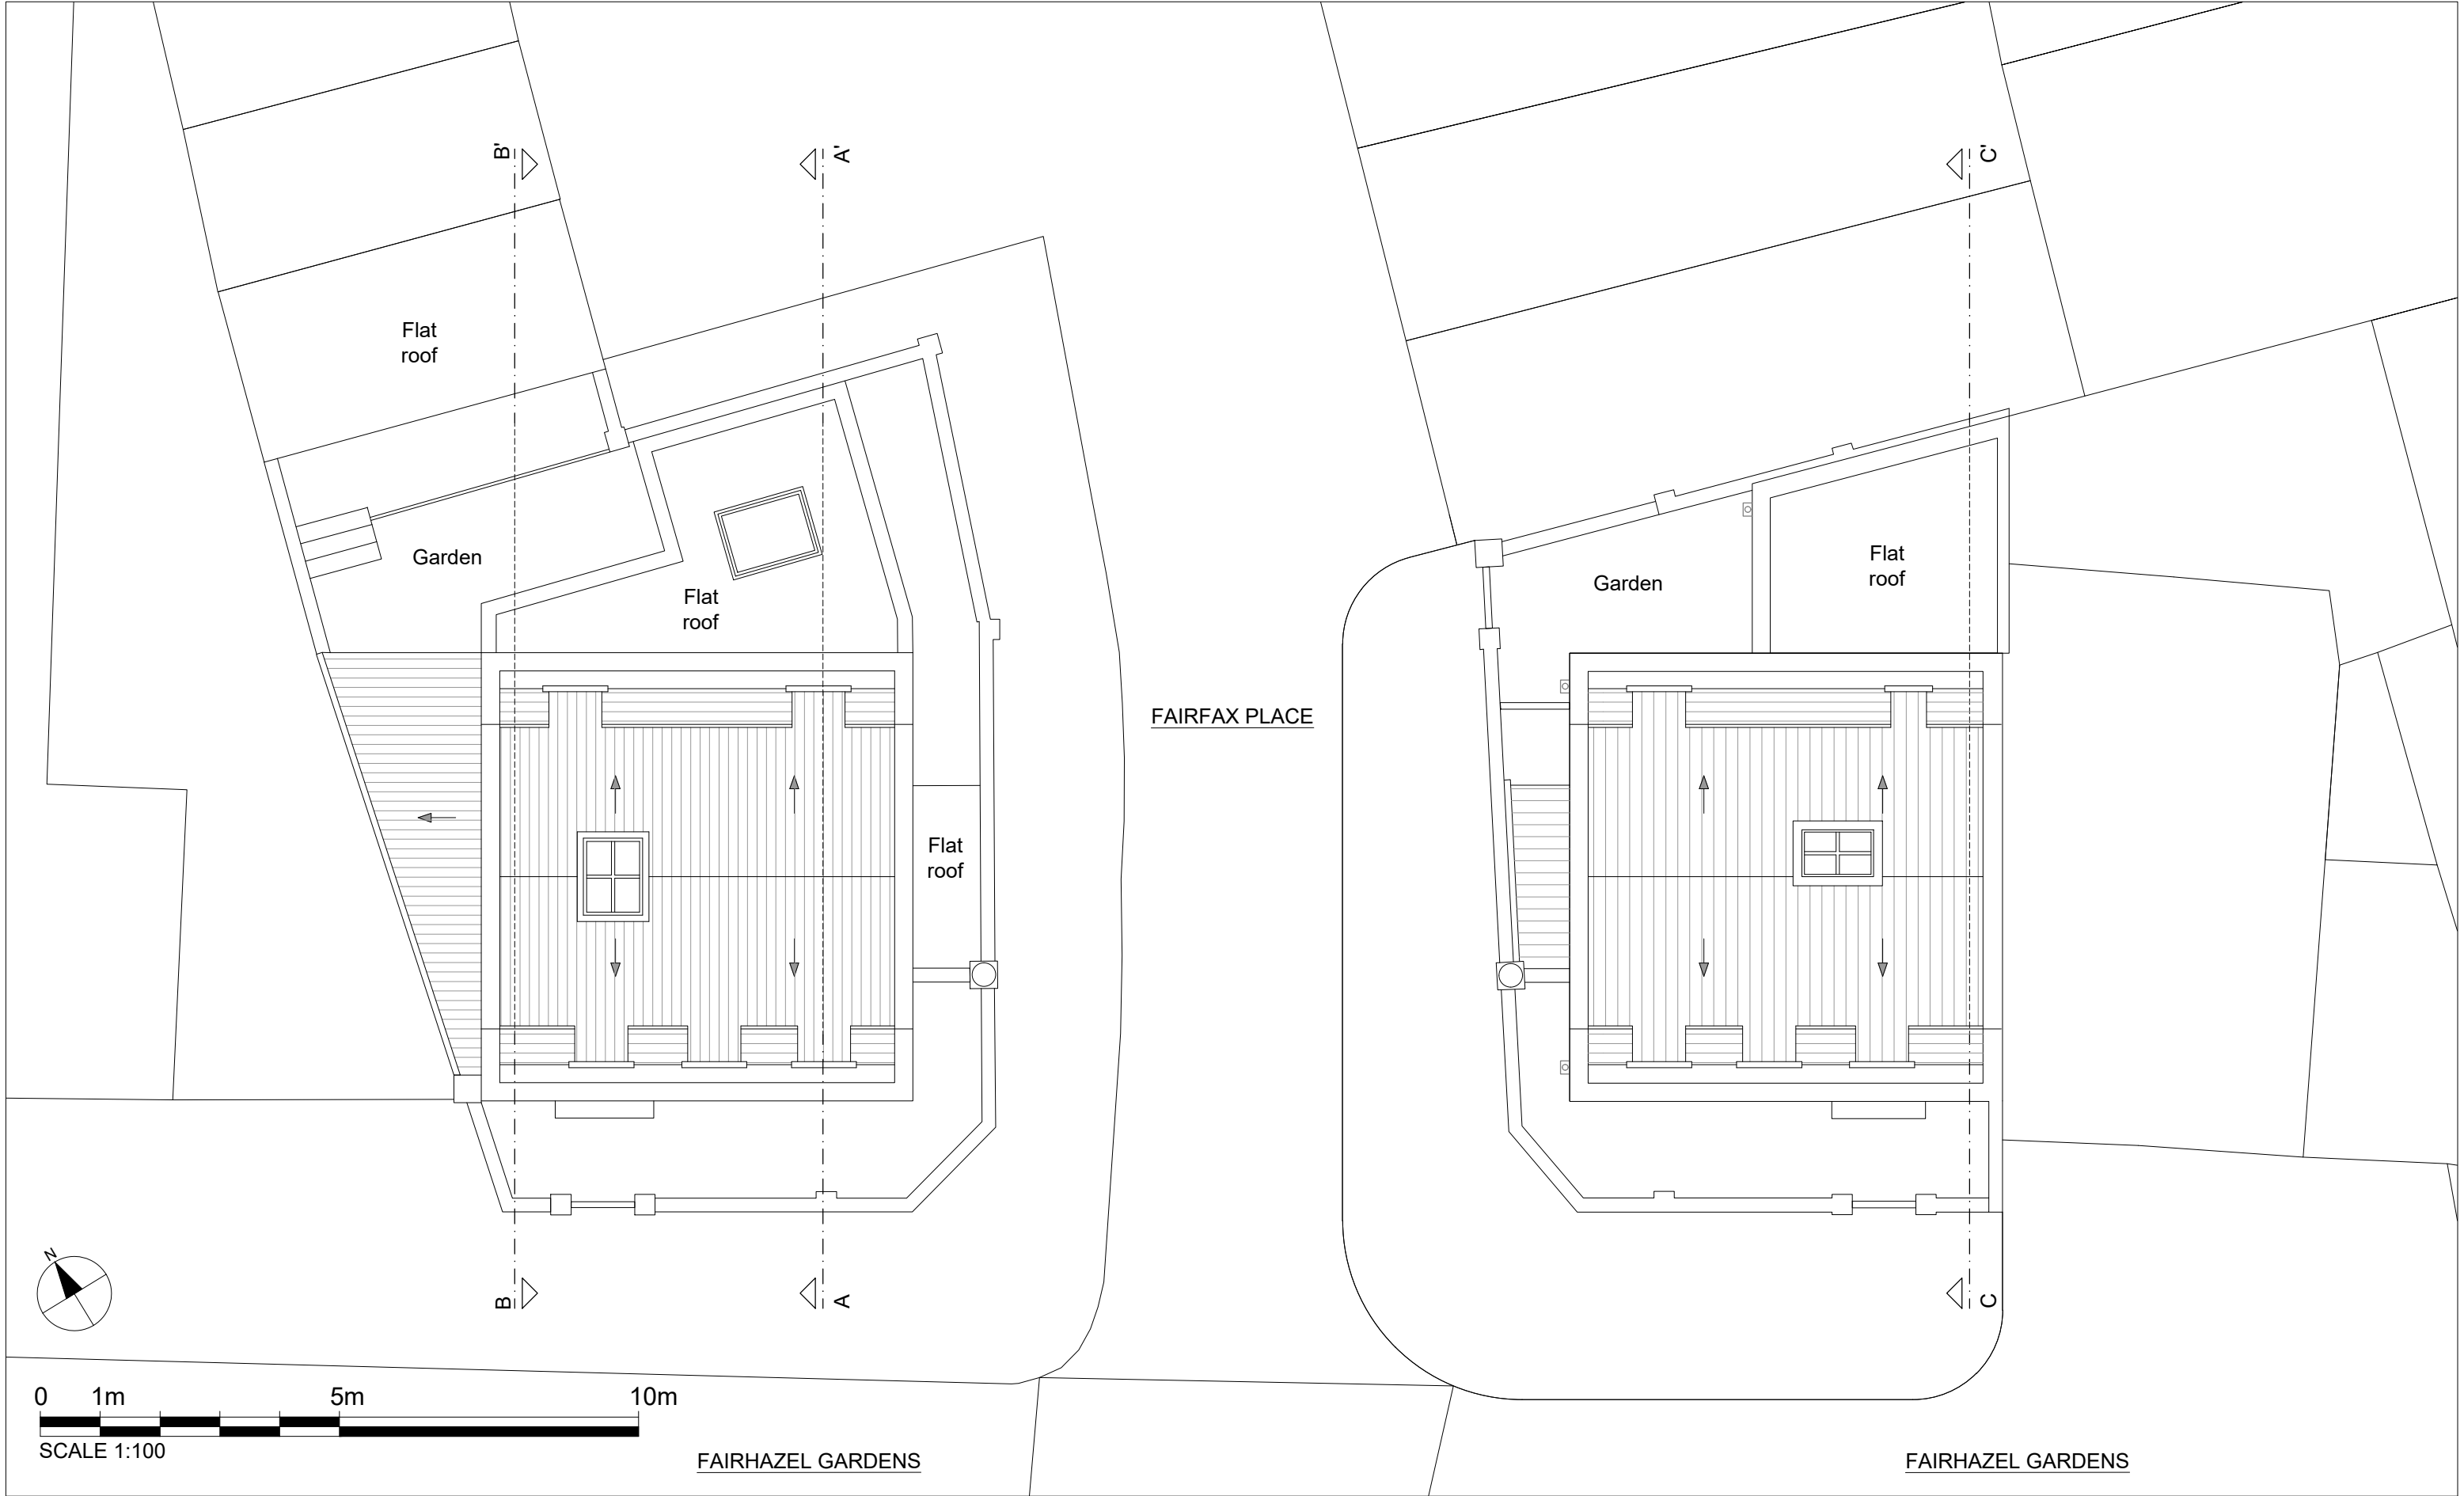 B'
A'
C'
Flat
roof
Garden
Flat
roof
Flat
roof
Garden
FAIRFAX PLACE
Flat
roof
N
B
A
C
0 1m 5m 10m
SCALE 1:100
FAIRHAZEL GARDENS
FAIRHAZEL GARDENS